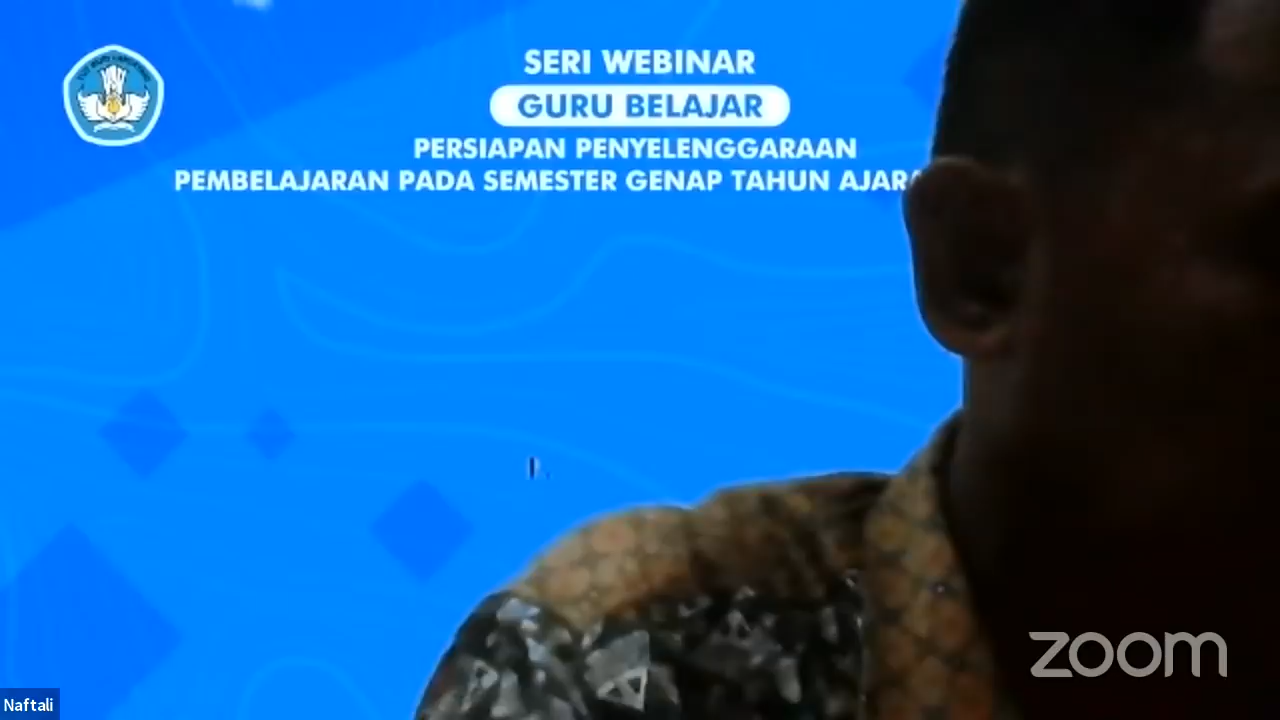 SERI WEBINAR
GURU BELAJAR
PERSIAPAN PENYELENGGARAAN
PEMBELAJARAN PADA SEMESTER GENAP TAHUN
zoom
Naftali